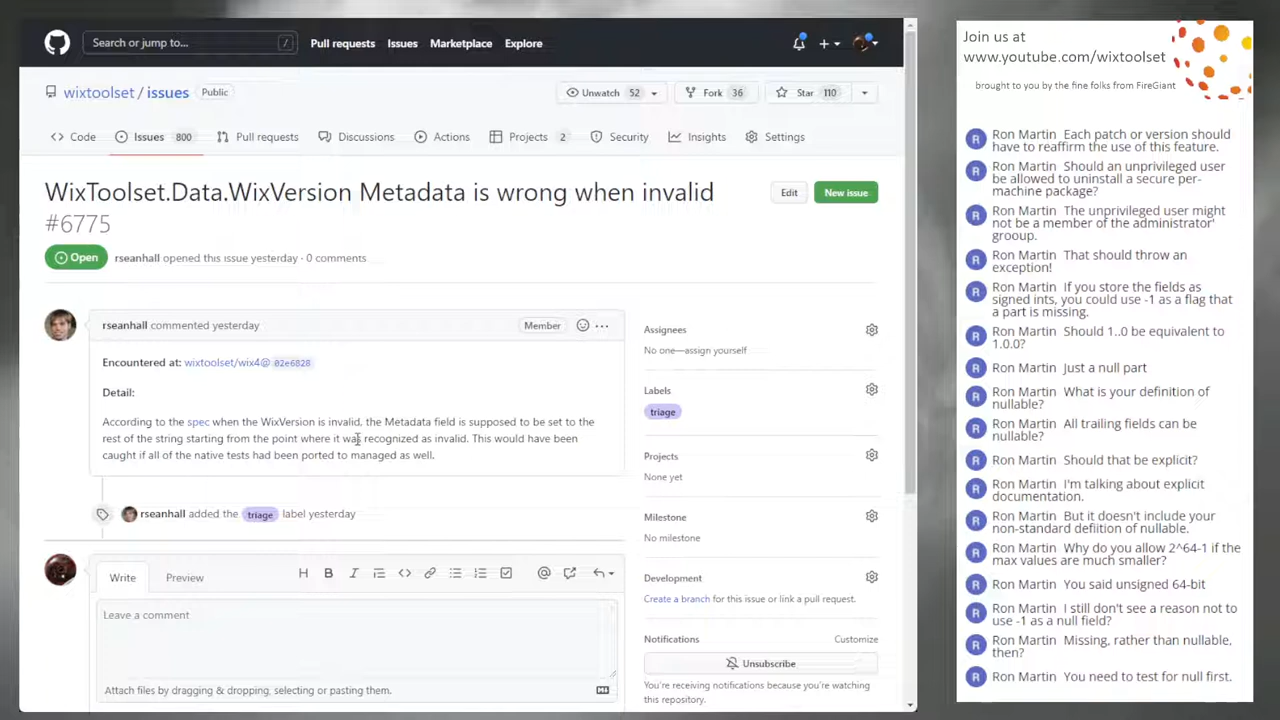 Search or jump to...
/
Pull requests
Issues
Marketplace
Explore
wixtoolset / issues
Public
Unwatch 52
Fork 36
Star 110
Code
Issues 800
Pull requests
Discussions
Actions
Projects 2
Security
Insights
Settings
WixToolset.Data.WixVersion Metadata is wrong when invalid
#6775
Edit
New issue
Open
rseanhall opened this issue yesterday · 0 comments
rseanhall commented yesterday
Member
Encountered at: wixtoolset/wix4@ 02e6828
Detail:
According to the spec when the WixVersion is invalid, the Metadata field is supposed to be set to the
rest of the string starting from the point where it was recognized as invalid. This would have been
caught if all of the native tests had been ported to managed as well.
rseanhall added the triage label yesterday
Write
Preview
Leave a comment
Attach files by dragging & dropping, selecting or pasting them.
Assignees
No one—assign yourself
Labels
triage
Projects
None yet
Milestone
No milestone
Development
Create a branch for this issue or link a pull request.
Notifications
Customize
Unsubscribe
You're receiving notifications because you're watching
this repository.
Join us at
www.youtube.com/wixtoolset
brought to you by the fine folks from FireGiant
R Ron Martin Each patch or version should
have to reaffirm the use of this feature.
R Ron Martin Should an unprivileged user
be allowed to uninstall a secure per-
machine package?
R Ron Martin The unprivileged user might
not be a member of the administrator'
grooup.
R Ron Martin That should throw an
exception!
R Ron Martin If you store the fields as
signed ints, you could use -1 as a flag that
a part is missing.
R Ron Martin Should 1..0 be equivalent to
1.0.0?
R Ron Martin Just a null part
R Ron Martin What is your definition of
nullable?
R Ron Martin All trailing fields can be
nullable?
R Ron Martin Should that be explicit?
R Ron Martin I'm talking about explicit
documentation.
R Ron Martin But it doesn't include your
non-standard defiition of nullable.
R Ron Martin Why do you allow 2^64-1 if the
max values are much smaller?
R Ron Martin You said unsigned 64-bit
R Ron Martin I still don't see a reason not to
use -1 as a null field?
R Ron Martin Missing, rather than nullable,
then?
R Ron Martin You need to test for null first.